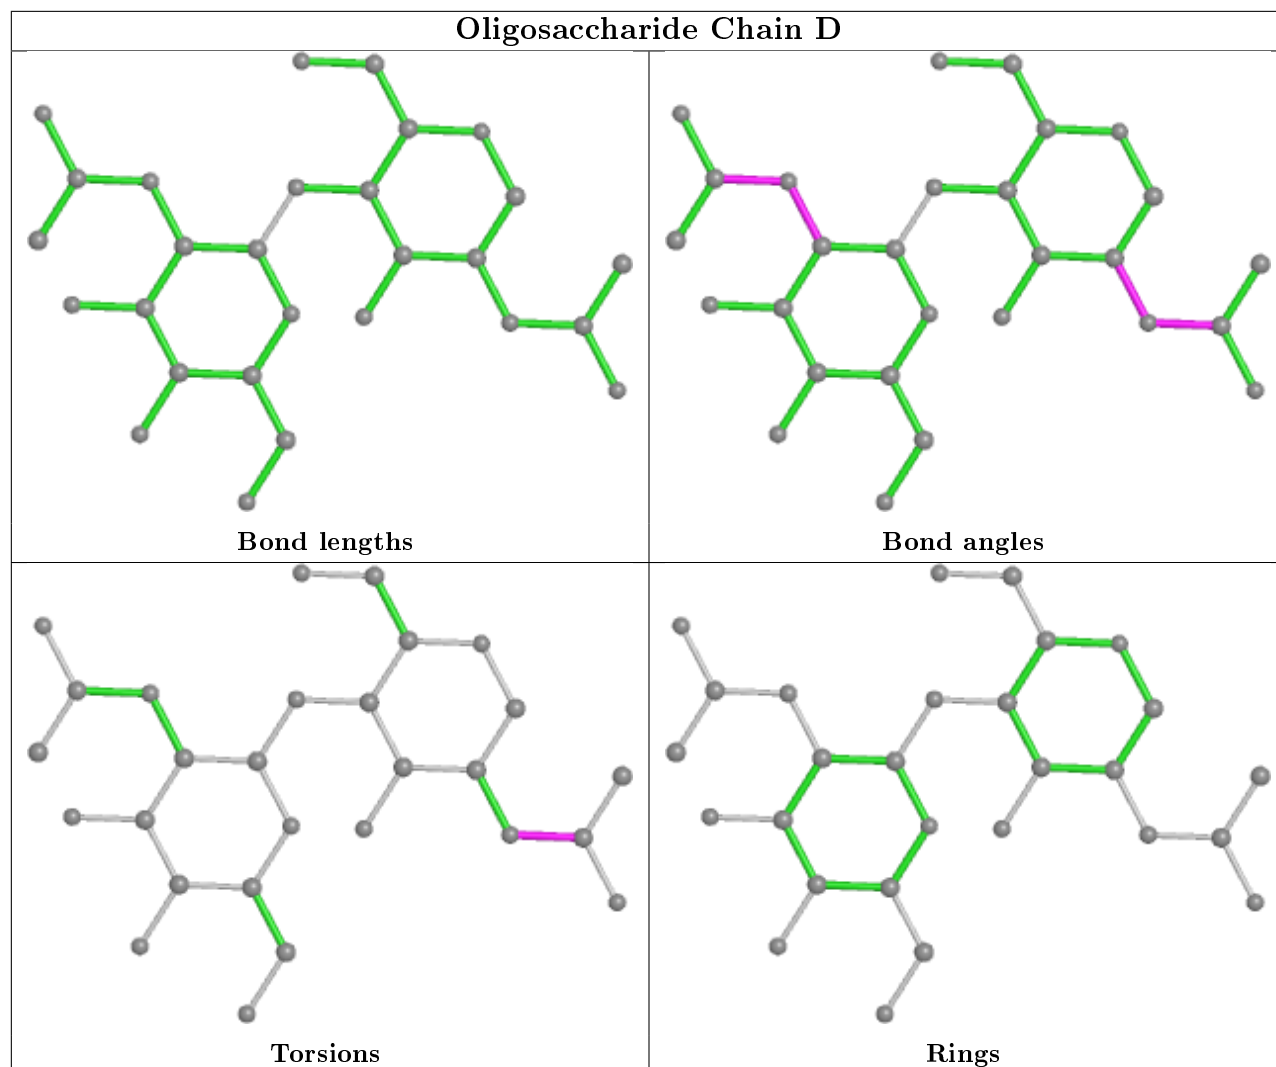 Oligosaccharide Chain D
Bond lengths
Bond angles
Torsions
Rings